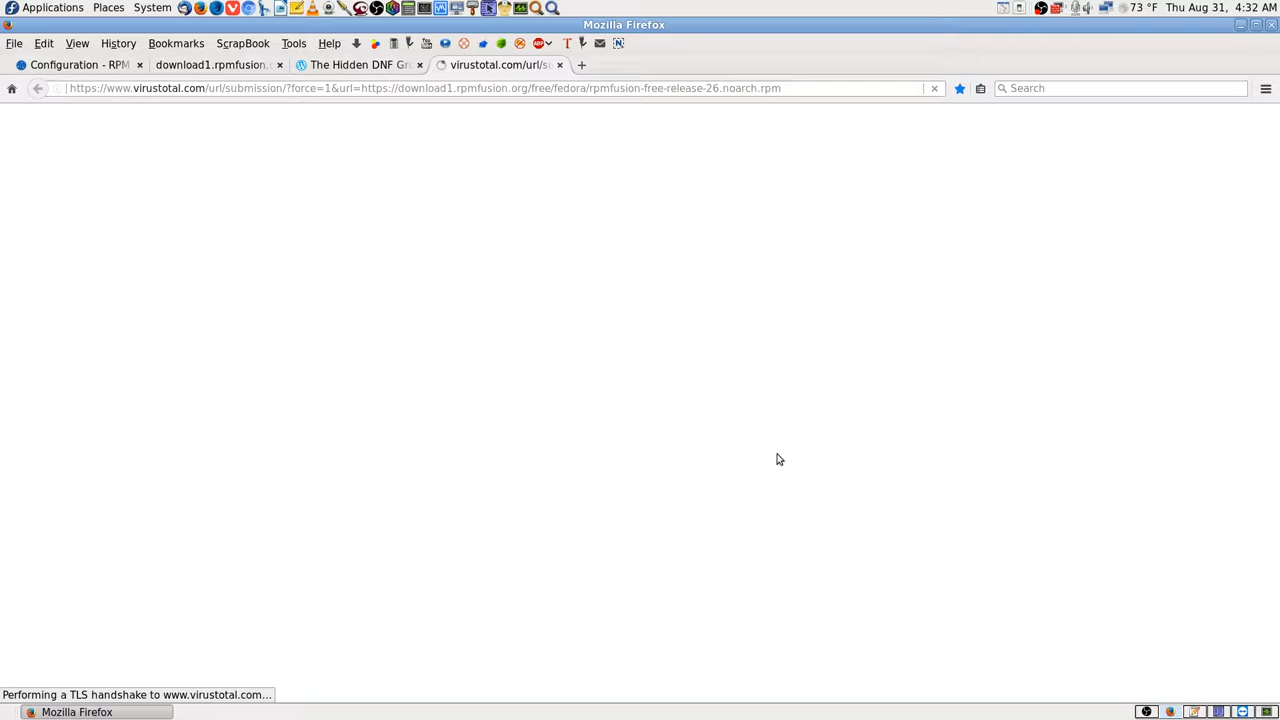 Applications Places System 73 °F Thu Aug 31, 4:32 AM
Mozilla Firefox
File Edit View History Bookmarks ScrapBook Tools Help
Configuration - RPM download1.rpmfusion. The Hidden DNF Gr virustotal.com/url/s
https://www.virustotal.com/url/submission/?force=1&url=https://download1.rpmfusion.org/free/fedora/rpmfusion-free-release-26.noarch.rpm Search
Performing a TLS handshake to www.virustotal.com...
Mozilla Firefox